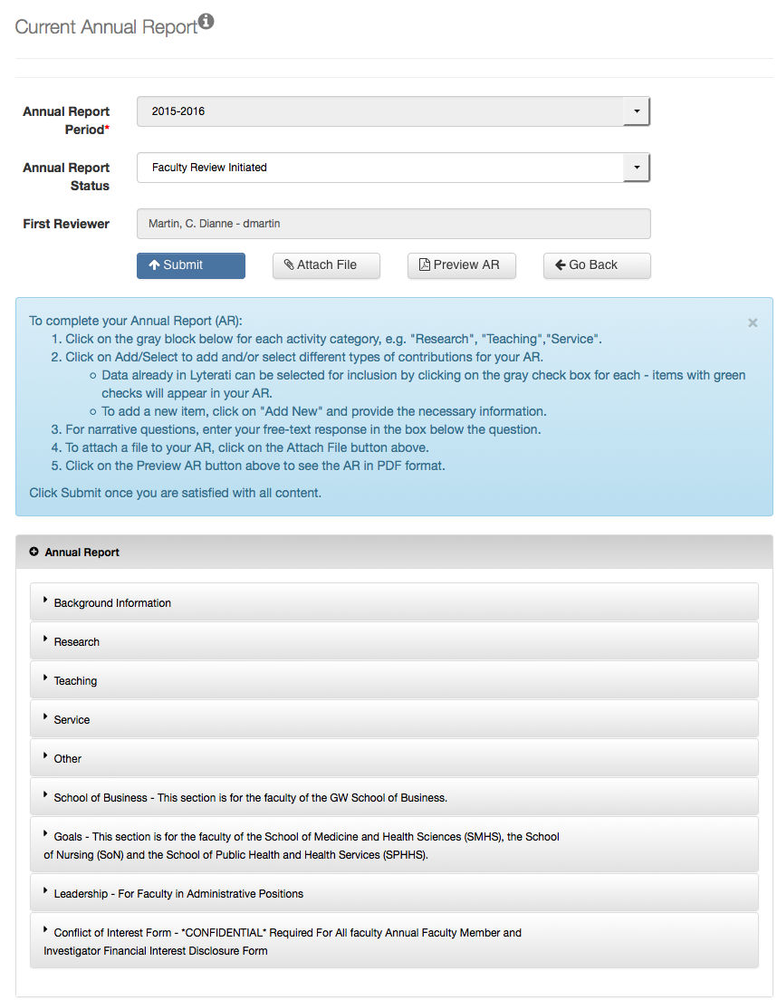 Current Annual Report
Annual Report
Period*
2015-2016
Annual Report
Status
Faculty Review Initiated
First Reviewer
Martin, C. Dianne - dmartin
Submit
Attach File
Preview AR
Go Back
To complete your Annual Report (AR):
1. Click on the gray block below for each activity category, e.g. "Research", "Teaching","Service".
2. Click on Add/Select to add and/or select different types of contributions for your AR.
Data already in Lyterati can be selected for inclusion by clicking on the gray check box for each - items with green
checks will appear in your AR.
To add a new item, click on "Add New" and provide the necessary information.
3. For narrative questions, enter your free-text response in the box below the question.
4. To attach a file to your AR, click on the Attach File button above.
5. Click on the Preview AR button above to see the AR in PDF format.
Click Submit once you are satisfied with all content.
Annual Report
Background Information
Research
Teaching
Service
Other
School of Business - This section is for the faculty of the GW School of Business.
Goals - This section is for the faculty of the School of Medicine and Health Sciences (SMHS), the School
of Nursing (SoN) and the School of Public Health and Health Services (SPHHS).
Leadership - For Faculty in Administrative Positions
Conflict of Interest Form - *CONFIDENTIAL* Required For All faculty Annual Faculty Member and
Investigator Financial Interest Disclosure Form